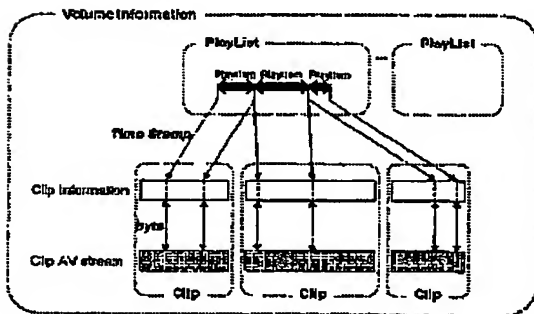 Volume Information
PlayList
PlayList
PlayItem PlayItem PlayItem
Time Stamp
Clip Information
byte
Clip AV stream
Clip
Clip
Clip